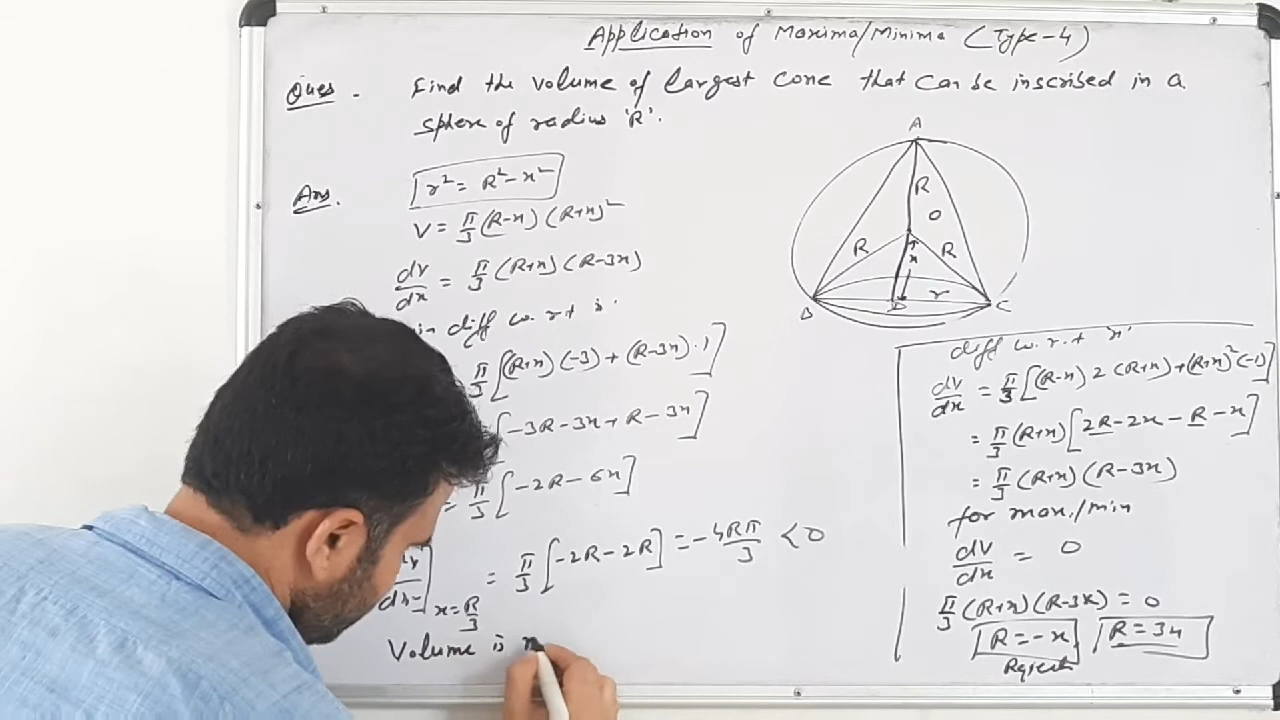 Application of Maxima/Minima (Type-4)
Ques. Find the volume of largest cone that can be inscribed in a
sphere of radius 'R'.
Ans. r² = R² - x²
V = π/3 (R-x) (R+x)²
dv/dx = π/3 (R+x) (R-3x)
in diff w.r.t
π/3 [(R+x) (-3) + (R-3x)·1]
[-3R - 3x + R - 3x]
= π/3 [-2R - 6x]
x = R/3 = π/3 [-2R - 2R] = -4Rπ/3 < 0
Volume is
A
R
O
R
x
R
r
B
D
C
diff w.r.t 'x'
dv/dx = π/3 [(R-x) 2 (R+x) + (R+x)² (-1)]
= π/3 (R+x) [2R - 2x - R - x]
= π/3 (R+x) (R-3x)
for max./min
dv/dx = 0
π/3 (R+x) (R-3x) = 0
R = -x R = 3x
Reject